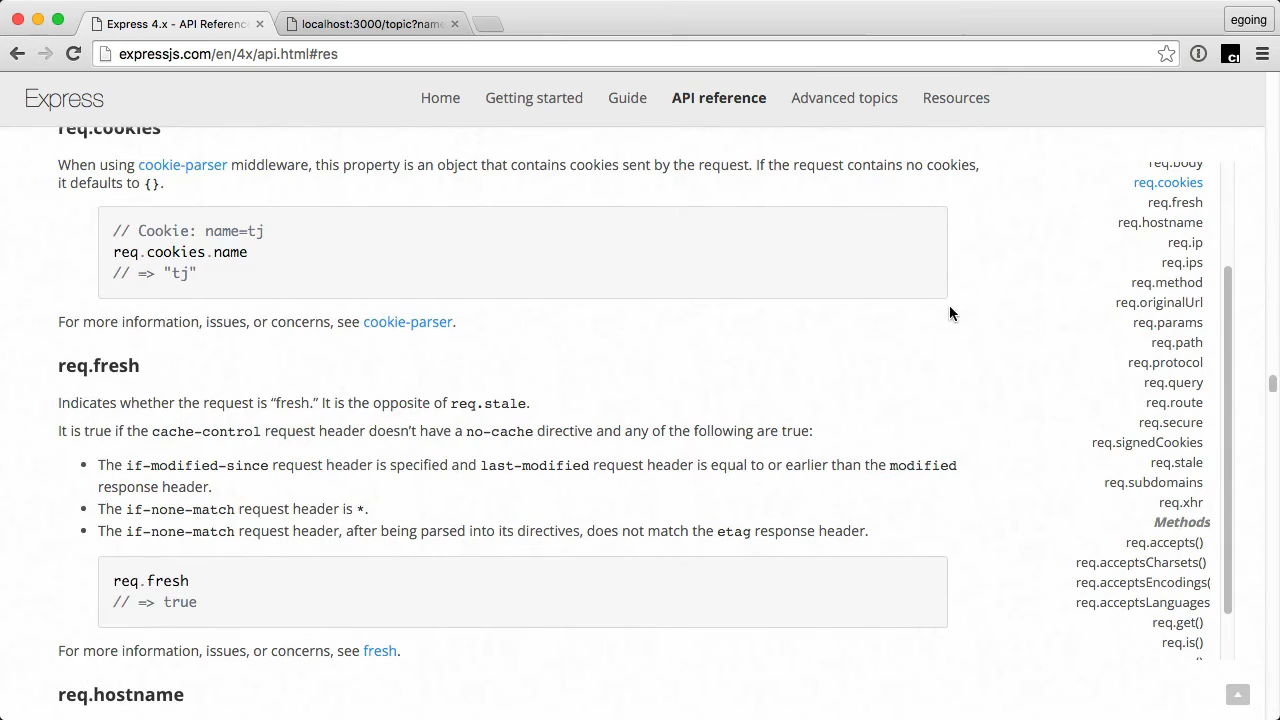 Express 4.x - API Referenc
localhost:3000/topic?name
egoing
expressjs.com/en/4x/api.html#res
Express
Home
Getting started
Guide
API reference
Advanced topics
Resources
req.cookies
When using cookie-parser middleware, this property is an object that contains cookies sent by the request. If the request contains no cookies,
it defaults to {}.
// Cookie: name=tj
req.cookies.name
// => "tj"
For more information, issues, or concerns, see cookie-parser.
req.fresh
Indicates whether the request is “fresh.” It is the opposite of req.stale.
It is true if the cache-control request header doesn’t have a no-cache directive and any of the following are true:
• The if-modified-since request header is specified and last-modified request header is equal to or earlier than the modified
response header.
• The if-none-match request header is *.
• The if-none-match request header, after being parsed into its directives, does not match the etag response header.
req.fresh
// => true
For more information, issues, or concerns, see fresh.
req.hostname
req.body
req.cookies
req.fresh
req.hostname
req.ip
req.ips
req.method
req.originalUrl
req.params
req.path
req.protocol
req.query
req.route
req.secure
req.signedCookies
req.stale
req.subdomains
req.xhr
Methods
req.accepts()
req.acceptsCharsets()
req.acceptsEncodings(
req.acceptsLanguages
req.get()
req.is()